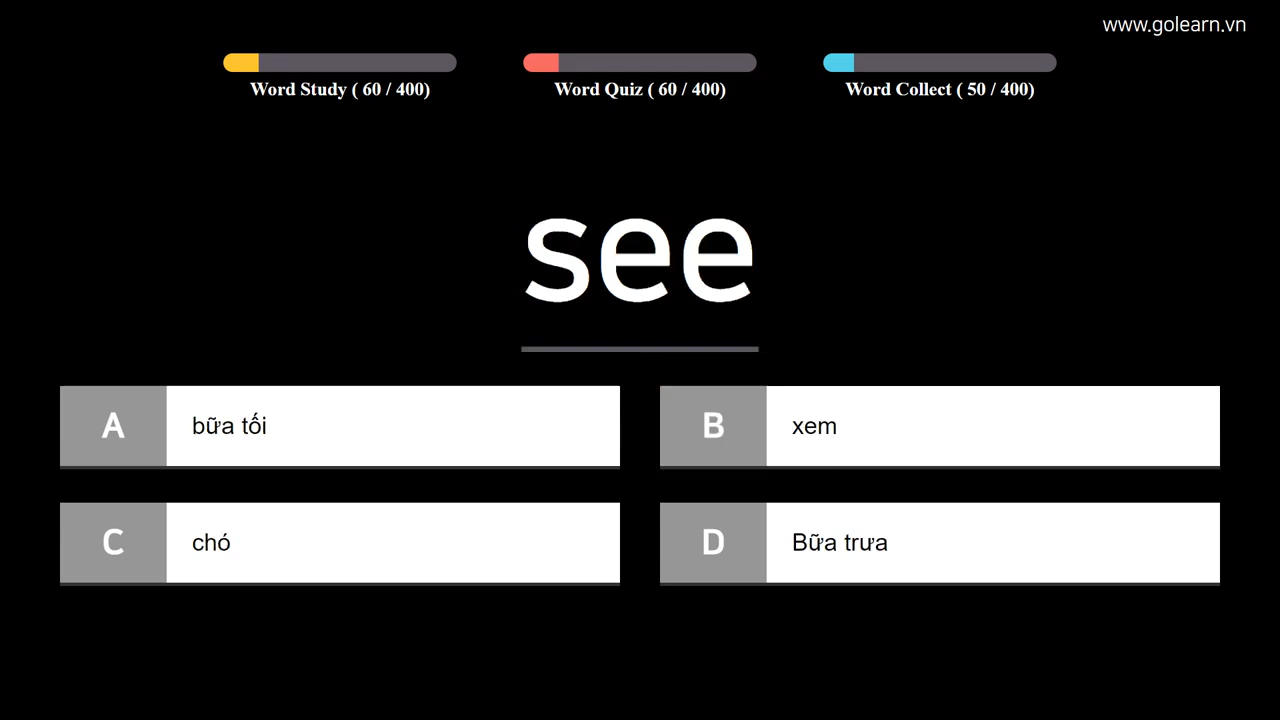 www.golearn.vn
Word Study ( 60 / 400)
Word Quiz ( 60 / 400)
Word Collect ( 50 / 400)
see
A bữa tối
B xem
C chó
D Bữa trưa